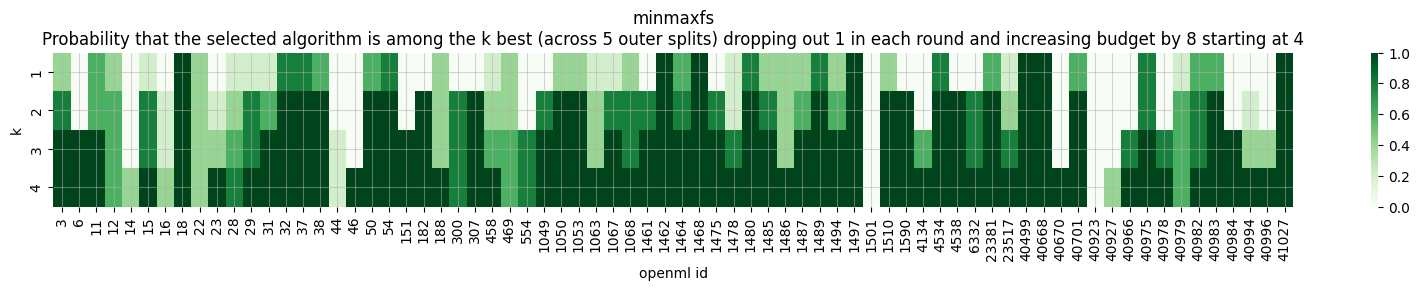 minmaxfs
Probability that the selected algorithm is among the k best (across 5 outer splits) dropping out 1 in each round and increasing budget by 8 starting at 4
k
1
2
3
4
3 6 11 12 14 15 16 18 22 23 28 29 31 32 37 38 44 46 50 54 151 182 188 300 307 458 469 554 1049 1050 1053 1063 1067 1068 1461 1462 1464 1468 1475 1478 1480 1485 1486 1487 1489 1494 1497 1501 1510 1590 4134 4534 4538 6332 23381 23517 40499 40668 40670 40701 40923 40927 40966 40975 40978 40979 40982 40983 40984 40994 40996 41027
openml id
1.0
0.8
0.6
0.4
0.2
0.0